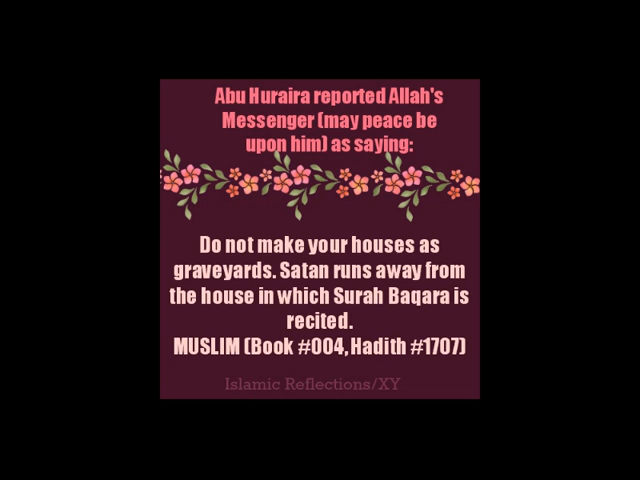 Abu Huraira reported Allah's
Messenger (may peace be
upon him) as saying:
Do not make your houses as
graveyards. Satan runs away from
the house in which Surah Baqara is
recited.
MUSLIM (Book #004, Hadith #1707)
Islamic Reflections/XY